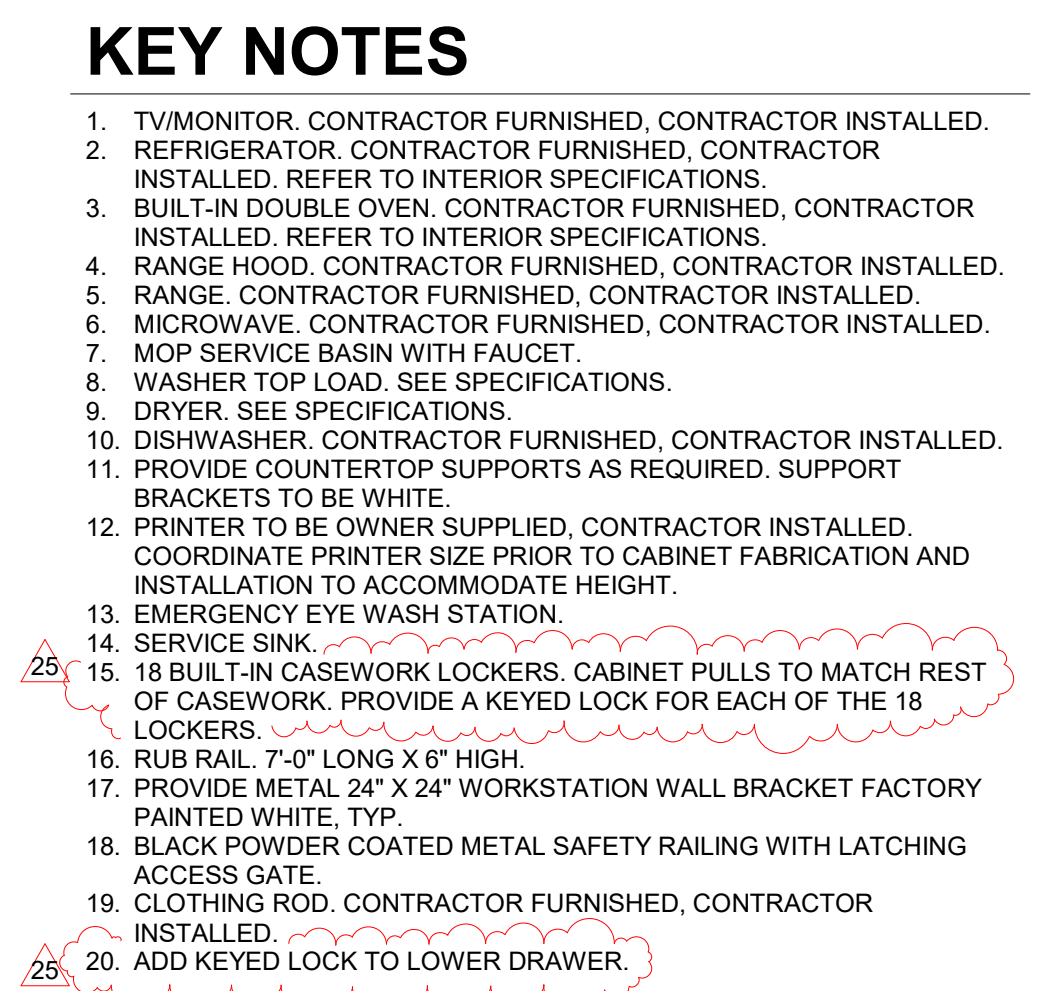 KEY NOTES
1. TV/MONITOR. CONTRACTOR FURNISHED, CONTRACTOR INSTALLED.
2. REFRIGERATOR. CONTRACTOR FURNISHED, CONTRACTOR
INSTALLED. REFER TO INTERIOR SPECIFICATIONS.
3. BUILT-IN DOUBLE OVEN. CONTRACTOR FURNISHED, CONTRACTOR
INSTALLED. REFER TO INTERIOR SPECIFICATIONS.
4. RANGE HOOD. CONTRACTOR FURNISHED, CONTRACTOR INSTALLED.
5. RANGE. CONTRACTOR FURNISHED, CONTRACTOR INSTALLED.
6. MICROWAVE. CONTRACTOR FURNISHED, CONTRACTOR INSTALLED.
7. MOP SERVICE BASIN WITH FAUCET.
8. WASHER TOP LOAD. SEE SPECIFICATIONS.
9. DRYER. SEE SPECIFICATIONS.
10. DISHWASHER. CONTRACTOR FURNISHED, CONTRACTOR INSTALLED.
11. PROVIDE COUNTERTOP SUPPORTS AS REQUIRED. SUPPORT
BRACKETS TO BE WHITE.
12. PRINTER TO BE OWNER SUPPLIED, CONTRACTOR INSTALLED.
COORDINATE PRINTER SIZE PRIOR TO CABINET FABRICATION AND
INSTALLATION TO ACCOMMODATE HEIGHT.
13. EMERGENCY EYE WASH STATION.
14. SERVICE SINK.
25
15. 18 BUILT-IN CASEWORK LOCKERS. CABINET PULLS TO MATCH REST
OF CASEWORK. PROVIDE A KEYED LOCK FOR EACH OF THE 18
LOCKERS.
16. RUB RAIL. 7'-0" LONG X 6" HIGH.
17. PROVIDE METAL 24" X 24" WORKSTATION WALL BRACKET FACTORY
PAINTED WHITE, TYP.
18. BLACK POWDER COATED METAL SAFETY RAILING WITH LATCHING
ACCESS GATE.
19. CLOTHING ROD. CONTRACTOR FURNISHED, CONTRACTOR
INSTALLED.
25
20. ADD KEYED LOCK TO LOWER DRAWER.